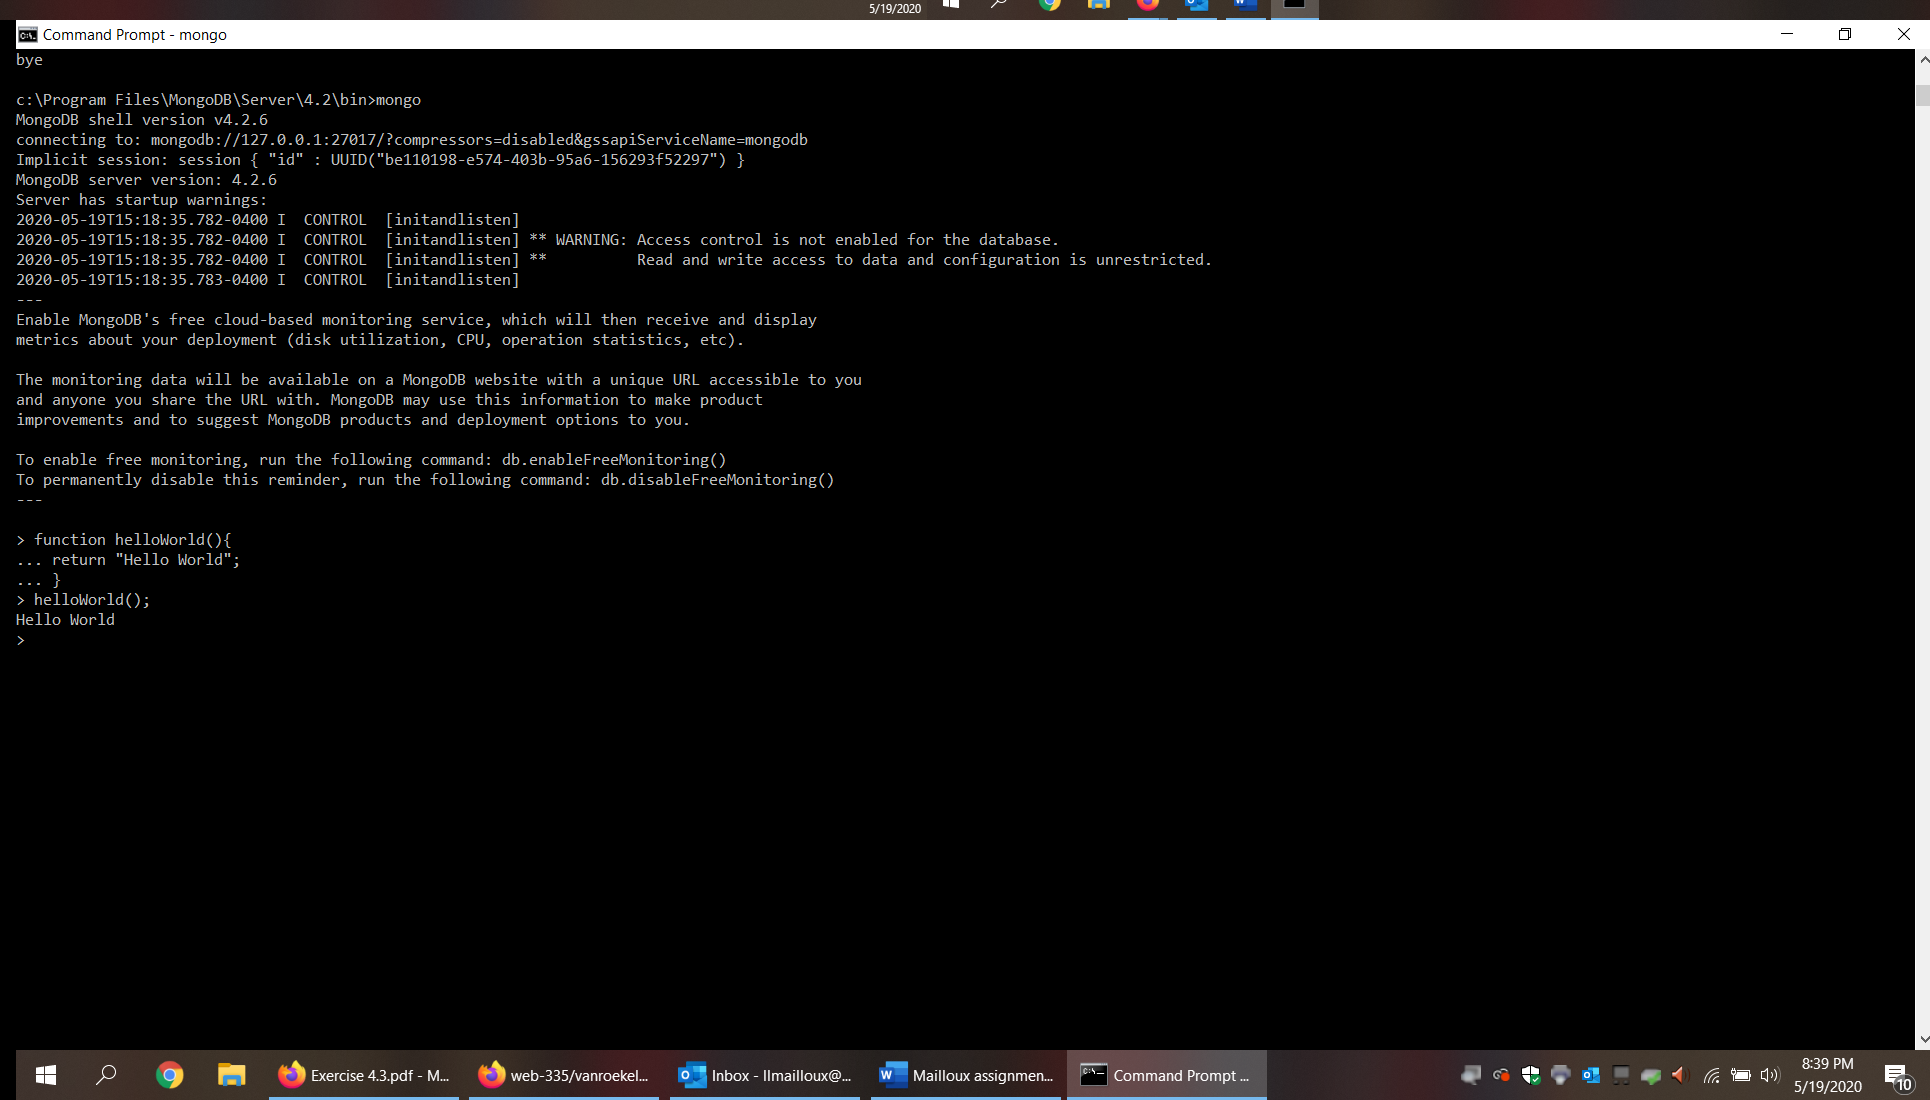 5/19/2020
Command Prompt - mongo
bye
c:\Program Files\MongoDB\Server\4.2\bin>mongo
MongoDB shell version v4.2.6
connecting to: mongodb://127.0.0.1:27017/?compressors=disabled&gssapiServiceName=mongodb
Implicit session: session { "id" : UUID("be110198-e574-403b-95a6-156293f52297") }
MongoDB server version: 4.2.6
Server has startup warnings:
2020-05-19T15:18:35.782-0400 I  CONTROL  [initandlisten]
2020-05-19T15:18:35.782-0400 I  CONTROL  [initandlisten] ** WARNING: Access control is not enabled for the database.
2020-05-19T15:18:35.782-0400 I  CONTROL  [initandlisten] **          Read and write access to data and configuration is unrestricted.
2020-05-19T15:18:35.783-0400 I  CONTROL  [initandlisten]
---
Enable MongoDB's free cloud-based monitoring service, which will then receive and display
metrics about your deployment (disk utilization, CPU, operation statistics, etc).
The monitoring data will be available on a MongoDB website with a unique URL accessible to you
and anyone you share the URL with. MongoDB may use this information to make product
improvements and to suggest MongoDB products and deployment options to you.
To enable free monitoring, run the following command: db.enableFreeMonitoring()
To permanently disable this reminder, run the following command: db.disableFreeMonitoring()
---
> function helloWorld(){
... return "Hello World";
... }
> helloWorld();
Hello World
>
Exercise 4.3.pdf - M... web-335/vanroekel... Inbox - llmailloux@... Mailloux assignmen... Command Prompt ...
8:39 PM
5/19/2020
10